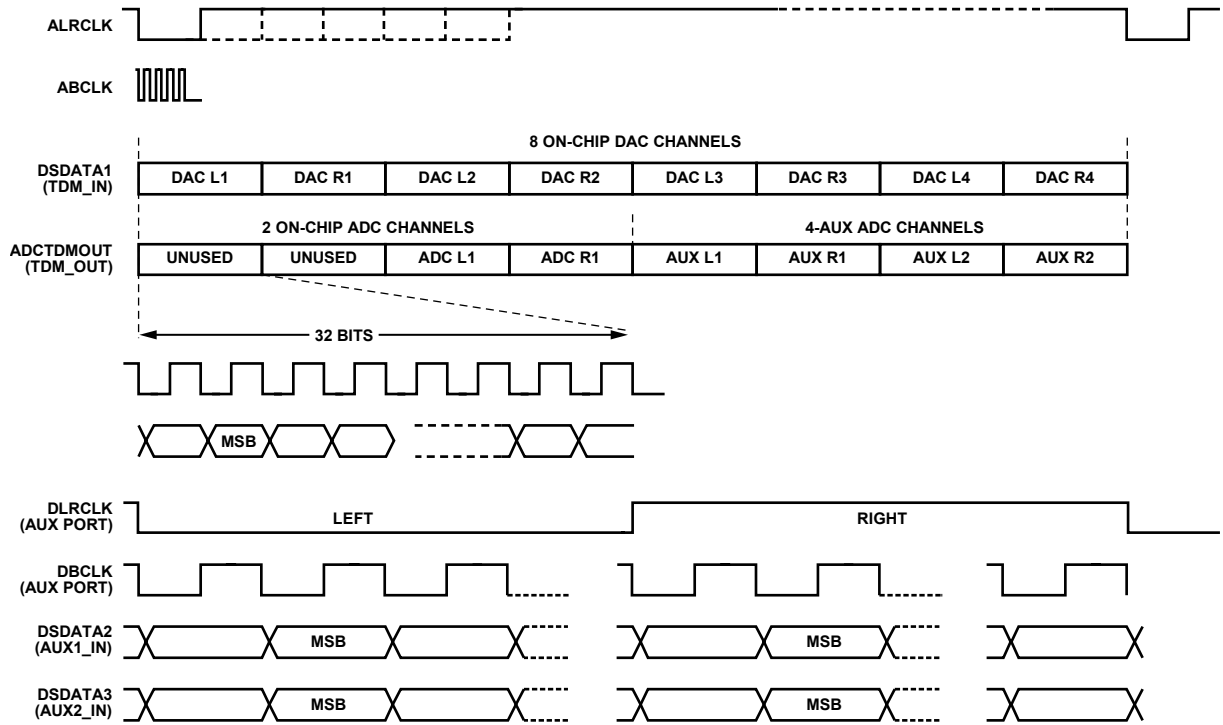 ALRCLK
ABCLK
8 ON-CHIP DAC CHANNELS
DSDATA1
(TDM_IN)
DAC L1 DAC R1 DAC L2 DAC R2 DAC L3 DAC R3 DAC L4 DAC R4
2 ON-CHIP ADC CHANNELS 4-AUX ADC CHANNELS
ADCTDMOUT
(TDM_OUT)
UNUSED UNUSED ADC L1 ADC R1 AUX L1 AUX R1 AUX L2 AUX R2
32 BITS
MSB
DLRCLK
(AUX PORT)
LEFT RIGHT
DBCLK
(AUX PORT)
DSDATA2
(AUX1_IN)
MSB MSB
DSDATA3
(AUX2_IN)
MSB MSB